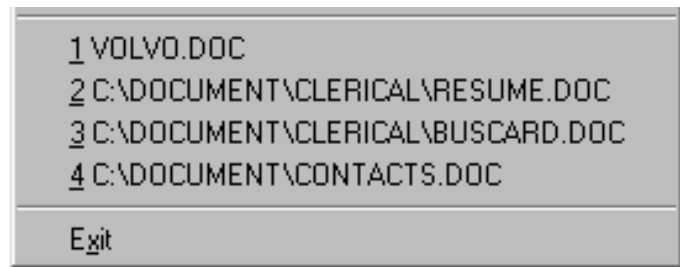 1 VOLVO.DOC
2 C:\DOCUMENT\CLERICAL\RESUME.DOC
3 C:\DOCUMENT\CLERICAL\BUSCARD.DOC
4 C:\DOCUMENT\CONTACTS.DOC
Exit